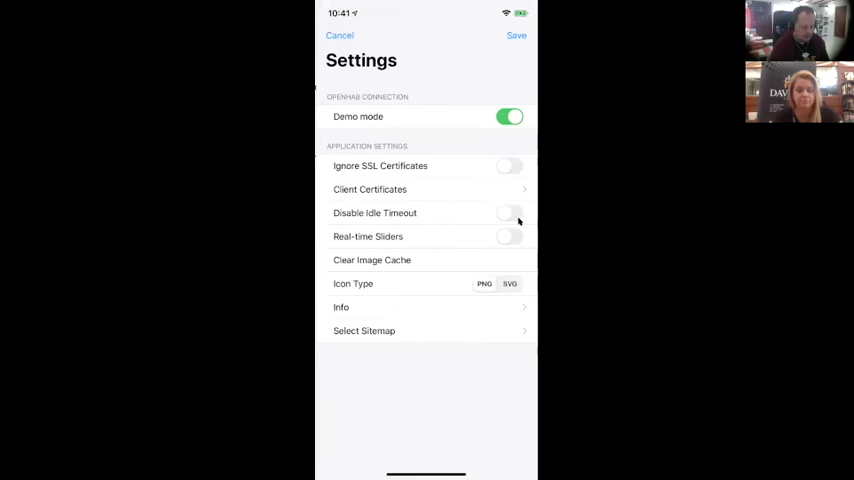 10:41
Cancel
Save
Settings
OPENHAB CONNECTION
Demo mode
APPLICATION SETTINGS
Ignore SSL Certificates
Client Certificates
Disable Idle Timeout
Real-time Sliders
Clear Image Cache
Icon Type PNG SVG
Info
Select Sitemap